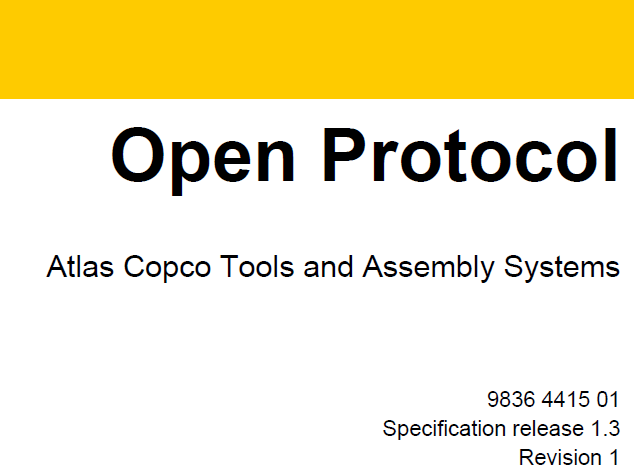 Open Protocol
Atlas Copco Tools and Assembly Systems
9836 4415 01
Specification release 1.3
Revision 1